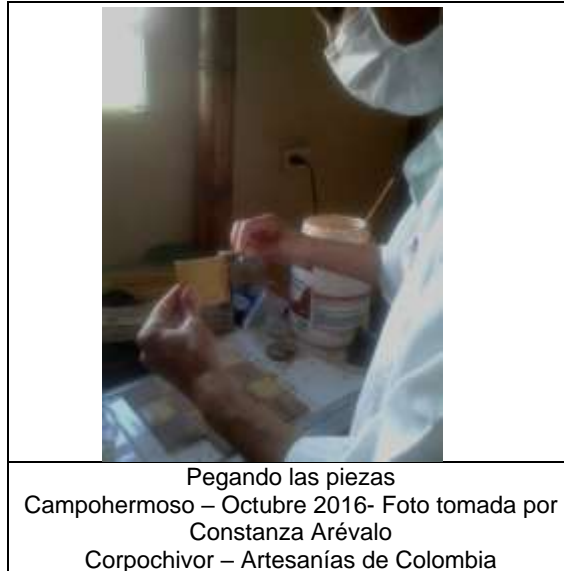 Pegando las piezas
Campohermoso – Octubre 2016- Foto tomada por
Constanza Arévalo
Corpochivor – Artesanías de Colombia